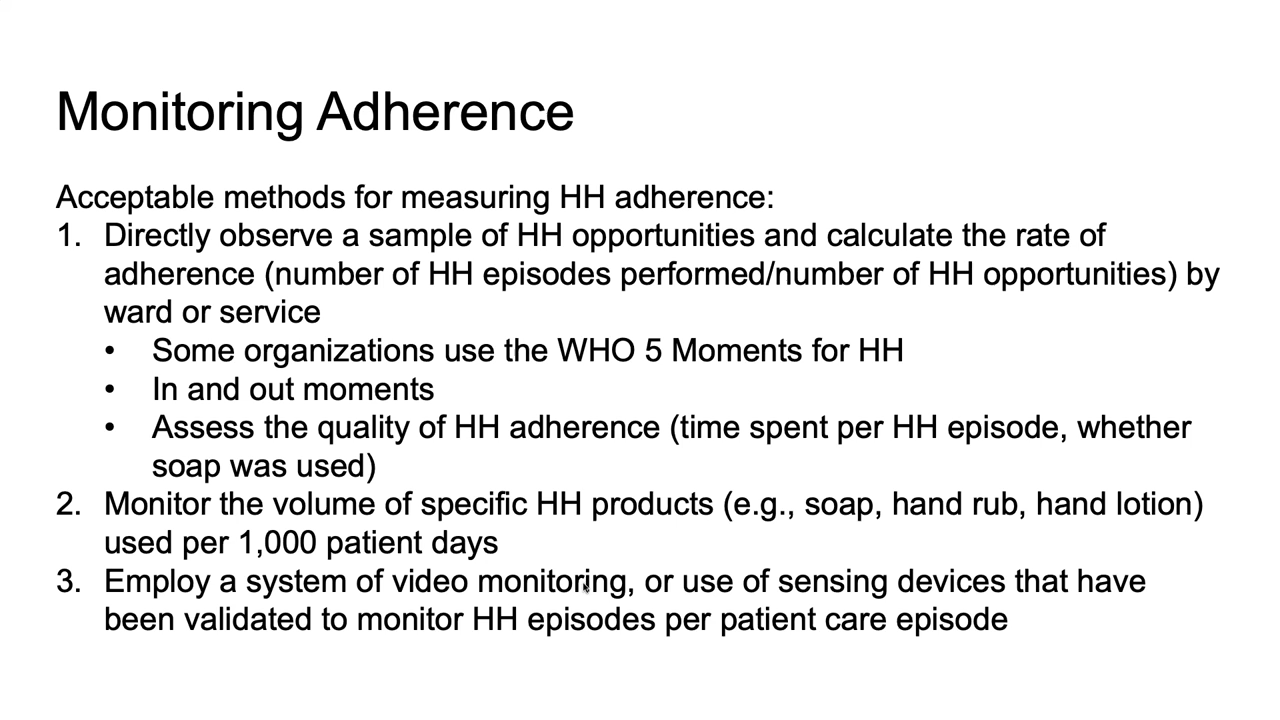 Monitoring Adherence
Acceptable methods for measuring HH adherence:
1. Directly observe a sample of HH opportunities and calculate the rate of
adherence (number of HH episodes performed/number of HH opportunities) by
ward or service
• Some organizations use the WHO 5 Moments for HH
• In and out moments
• Assess the quality of HH adherence (time spent per HH episode, whether
soap was used)
2. Monitor the volume of specific HH products (e.g., soap, hand rub, hand lotion)
used per 1,000 patient days
3. Employ a system of video monitoring, or use of sensing devices that have
been validated to monitor HH episodes per patient care episode